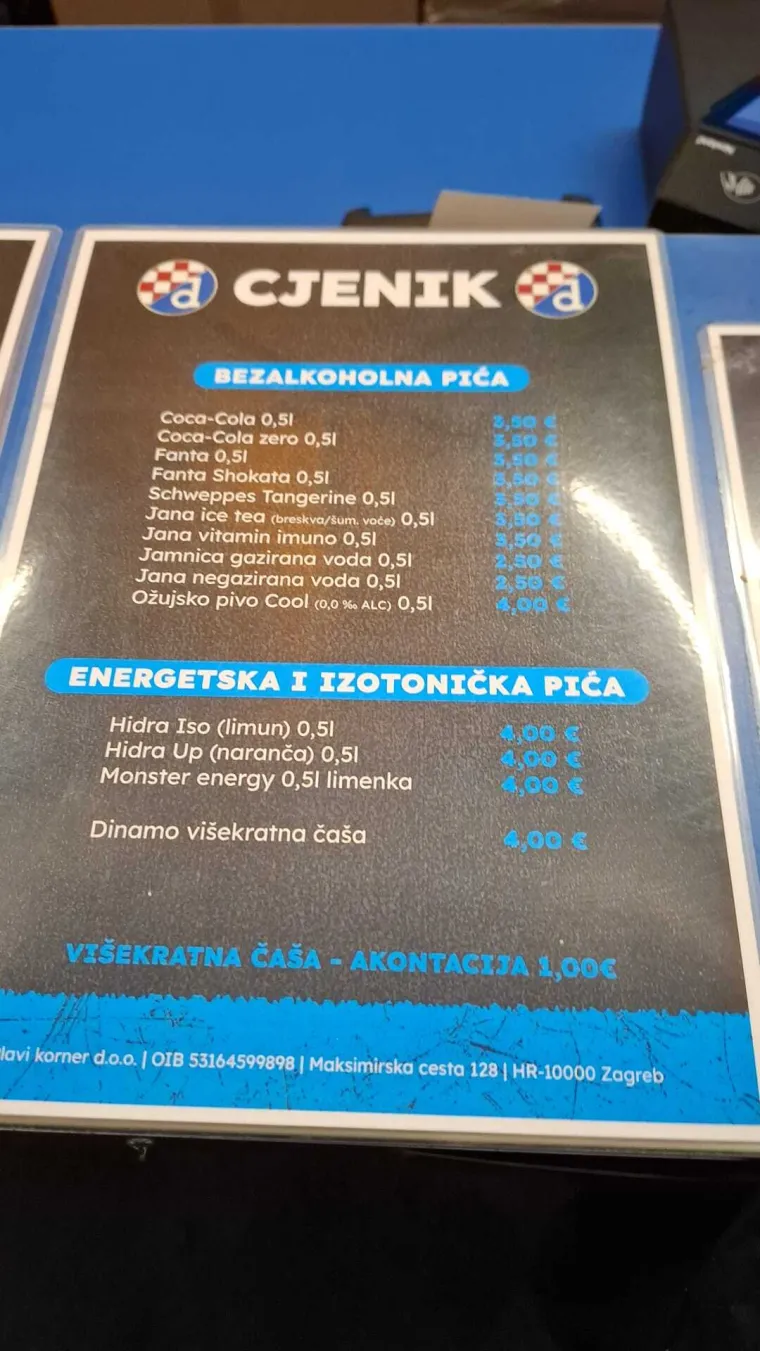 CJENIK
BEZALKOHOLNA PIĆA
Coca-Cola 0,5l 3,50 €
Coca-Cola zero 0,5l 3,50 €
Fanta 0,5l 3,50 €
Fanta Shokata 0,5l 3,50 €
Schweppes Tangerine 0,5l 3,50 €
Jana ice tea (breskva/šum. voće) 0,5l 3,50 €
Jana vitamin imuno 0,5l 3,50 €
Jamnica gazirana voda 0,5l 2,50 €
Jana negazirana voda 0,5l 2,50 €
Ožujsko pivo Cool (0,0 ‰ ALC) 0,5l 4,00 €
ENERGETSKA I IZOTONIČKA PIĆA
Hidra Iso (limun) 0,5l 4,00 €
Hidra Up (naranča) 0,5l 4,00 €
Monster energy 0,5l limenka 4,00 €
Dinamo višekratna čaša 4,00 €
VIŠEKRATNA ČAŠA - AKONTACIJA 1,00€
lavi korner d.o.o. | OIB 53164599898 | Maksimirska cesta 128 | HR-10000 Zagreb